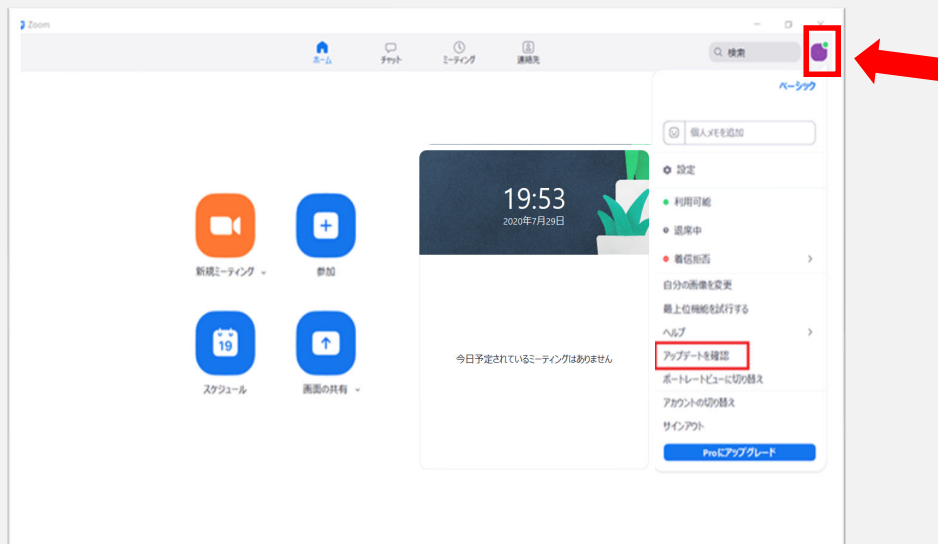 Zoom
ホーム
チャット
ミーティング
連絡先
検索
ベーシック
個人メモを追加
設定
利用可能
退席中
着信拒否
自分の画像を変更
最上位機能を試行する
ヘルプ
アップデートを確認
ポートレートビューに切り替え
アカウントの切り替え
サインアウト
Proにアップグレード
19:53
2020年7月29日
今日予定されているミーティングはありません
新規ミーティング
参加
19
スケジュール
画面の共有